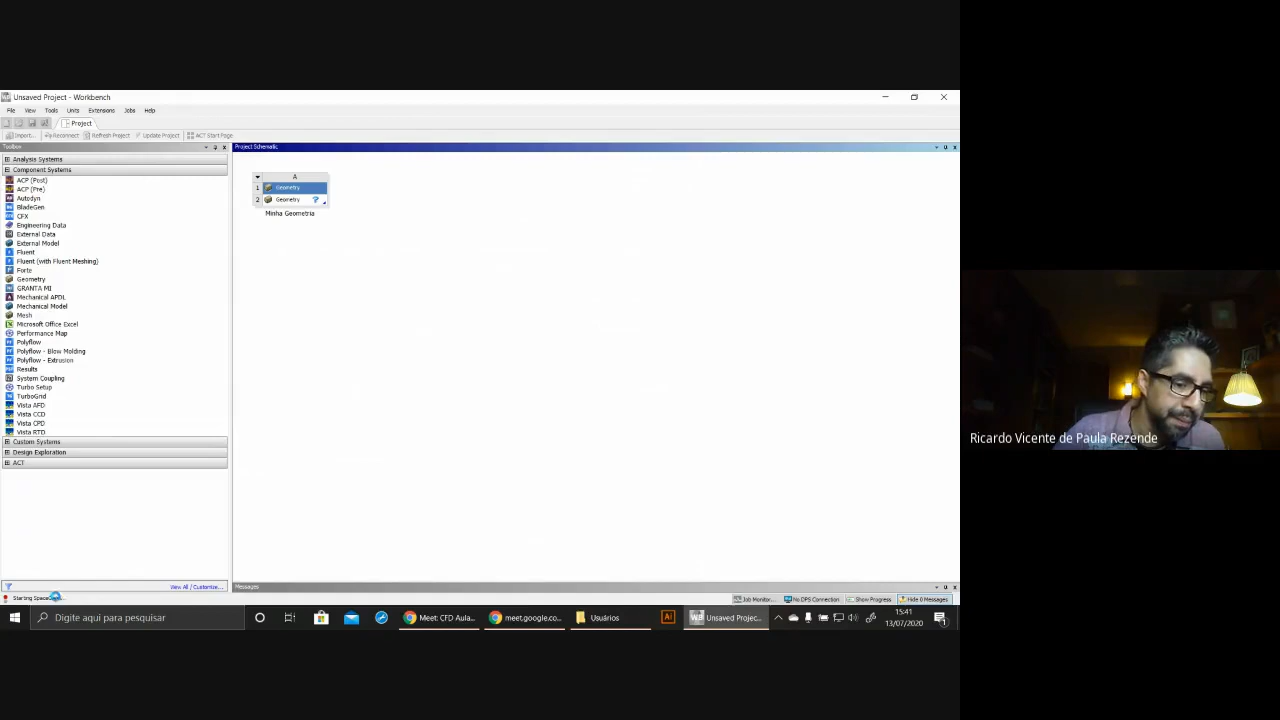 Unsaved Project - Workbench
File View Tools Units Extensions Jobs Help
Project
Import... Reconnect Refresh Project Update Project ACT Start Page
Toolbox
Project Schematic
Analysis Systems
Component Systems
ACP (Post)
ACP (Pre)
Autodyn
BladeGen
CFX
Engineering Data
External Data
External Model
Fluent
Fluent (with Fluent Meshing)
Forte
Geometry
GRANTA MI
Mechanical APDL
Mechanical Model
Mesh
Microsoft Office Excel
Performance Map
Polyflow
Polyflow - Blow Molding
Polyflow - Extrusion
Results
System Coupling
Turbo Setup
TurboGrid
Vista AFD
Vista CCD
Vista CPD
Vista RTD
Custom Systems
Design Exploration
ACT
View All / Customize...
A
1 Geometry
2 Geometry ?
Minha Geometria
Messages
Starting
Job Monitor... No DPS Connection Show Progress Hide 0 Messages
Digite aqui para pesquisar
Meet: CFD Aula...
meet.google.co...
Usuários
Ai
Unsaved Projec...
15:41
13/07/2020
1
Ricardo Vicente de Paula Rezende